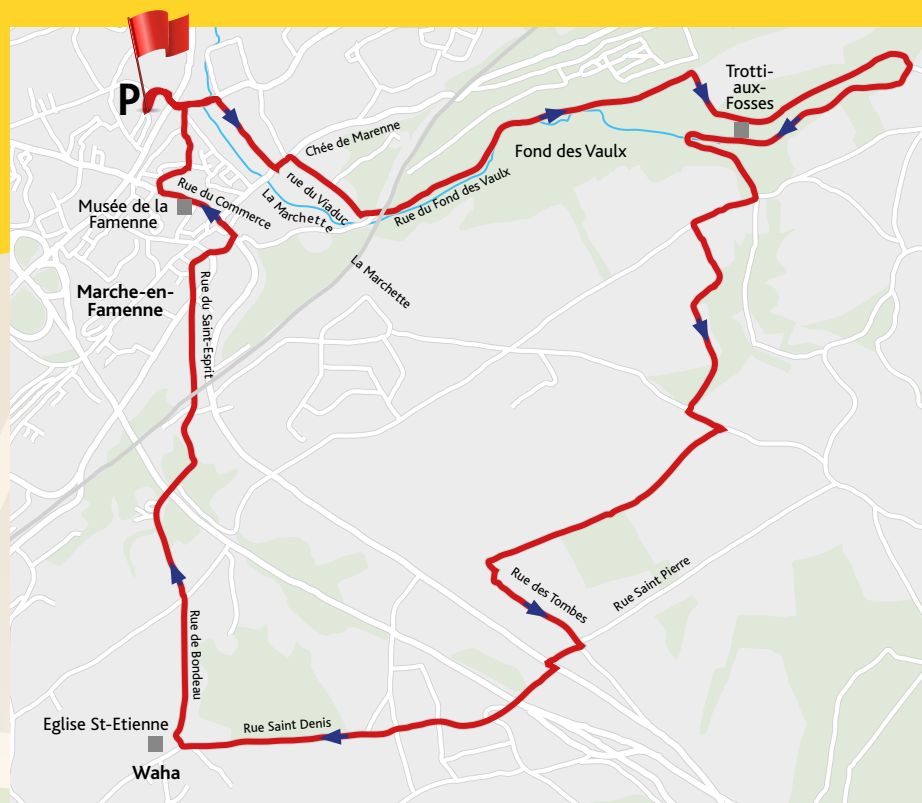 P
Trotti-
aux-
Fosses
Chée de Marenne
Fond des Vaulx
rue du Viaduc
Rue du Fond des Vaulx
Rue du Commerce
La Marchette
Musée de la
Famenne
La Marchette
Marche-en-
Famenne
Rue du Saint-Esprit
Rue des Tombes
Rue Saint Pierre
Rue de Bondeau
Eglise St-Etienne
Rue Saint Denis
Waha